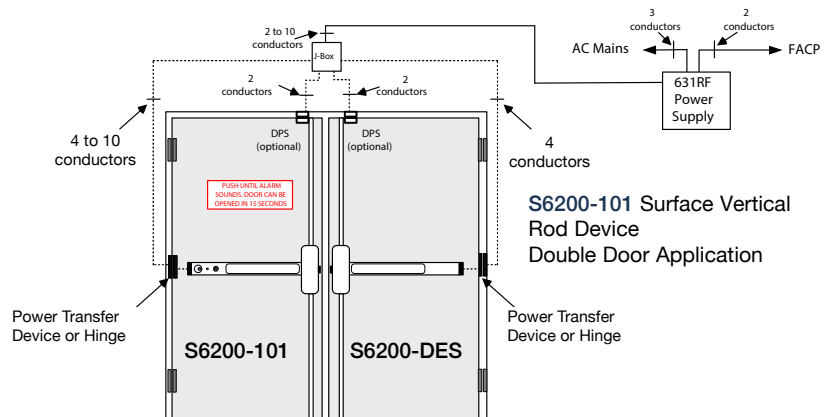 2 to 10
conductors
J-Box
3
conductors
2
conductors
AC Mains
FACP
631RF
Power
Supply
2
conductors
2
conductors
4 to 10
conductors
DPS
(optional)
DPS
(optional)
4
conductors
PUSH UNTIL ALARM
SOUNDS. DOOR CAN BE
OPENED IN 15 SECONDS
S6200-101 Surface Vertical
Rod Device
Double Door Application
Power Transfer
Device or Hinge
Power Transfer
Device or Hinge
S6200-101
S6200-DES